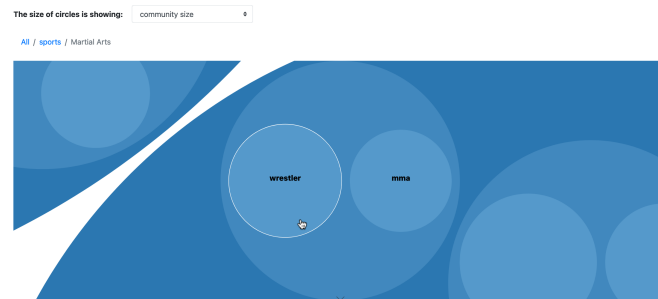 The size of circles is showing: community size
All / sports / Martial Arts
wrestler mma